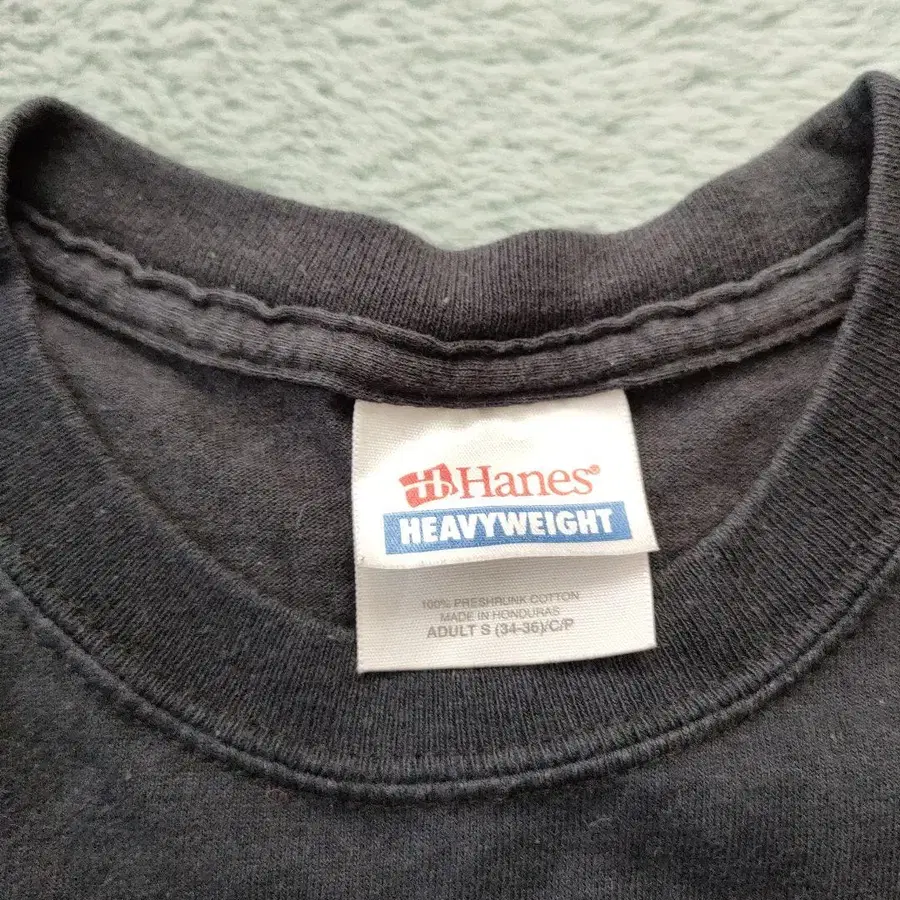 Hanes®
HEAVYWEIGHT
100% PRESHRUNK COTTON
MADE IN HONDURAS
ADULT S (34-36)/C/P